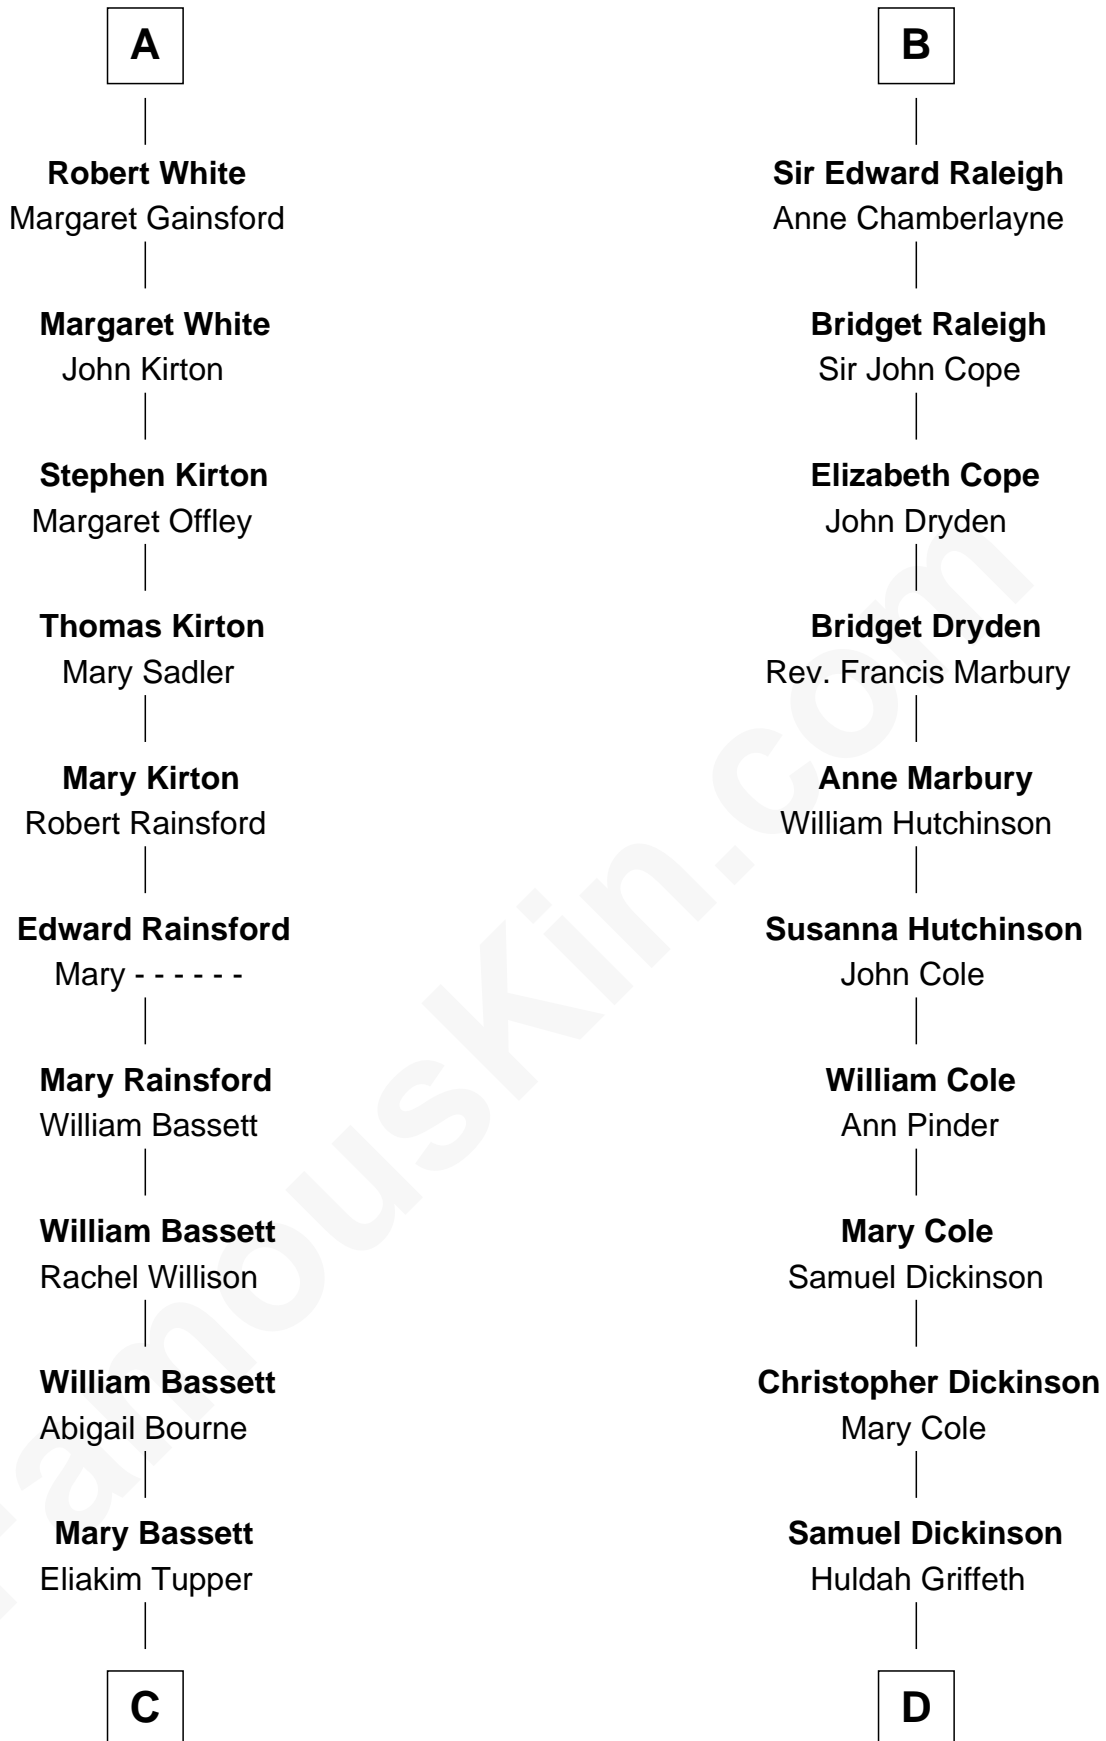 A
Robert White
Margaret Gainsford
Margaret White
John Kirton
Stephen Kirton
Margaret Offley
Thomas Kirton
Mary Sadler
Mary Kirton
Robert Rainsford
Edward Rainsford
Mary - - - - - -
Mary Rainsford
William Bassett
William Bassett
Rachel Willison
William Bassett
Abigail Bourne
Mary Bassett
Eliakim Tupper
C
B
Sir Edward Raleigh
Anne Chamberlayne
Bridget Raleigh
Sir John Cope
Elizabeth Cope
John Dryden
Bridget Dryden
Rev. Francis Marbury
Anne Marbury
William Hutchinson
Susanna Hutchinson
John Cole
William Cole
Ann Pinder
Mary Cole
Samuel Dickinson
Christopher Dickinson
Mary Cole
Samuel Dickinson
Huldah Griffeth
D
FamousKin.com